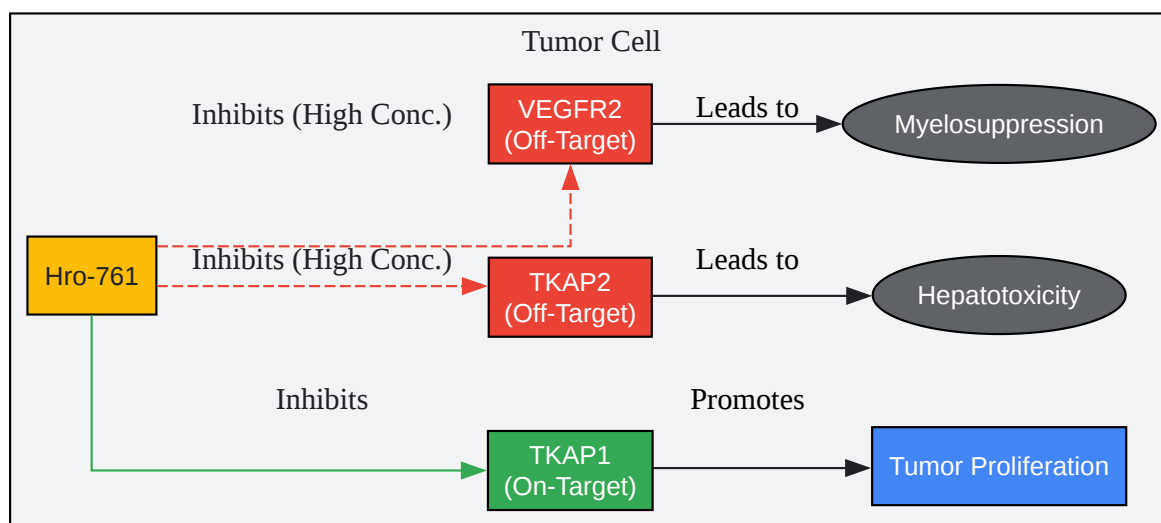 Tumor Cell
Inhibits (High Conc.)
VEGFR2
(Off-Target)
Leads to
Myelosuppression
Hro-761
Inhibits (High Conc.)
TKAP2
(Off-Target)
Leads to
Hepatotoxicity
Inhibits
TKAP1
(On-Target)
Promotes
Tumor Proliferation